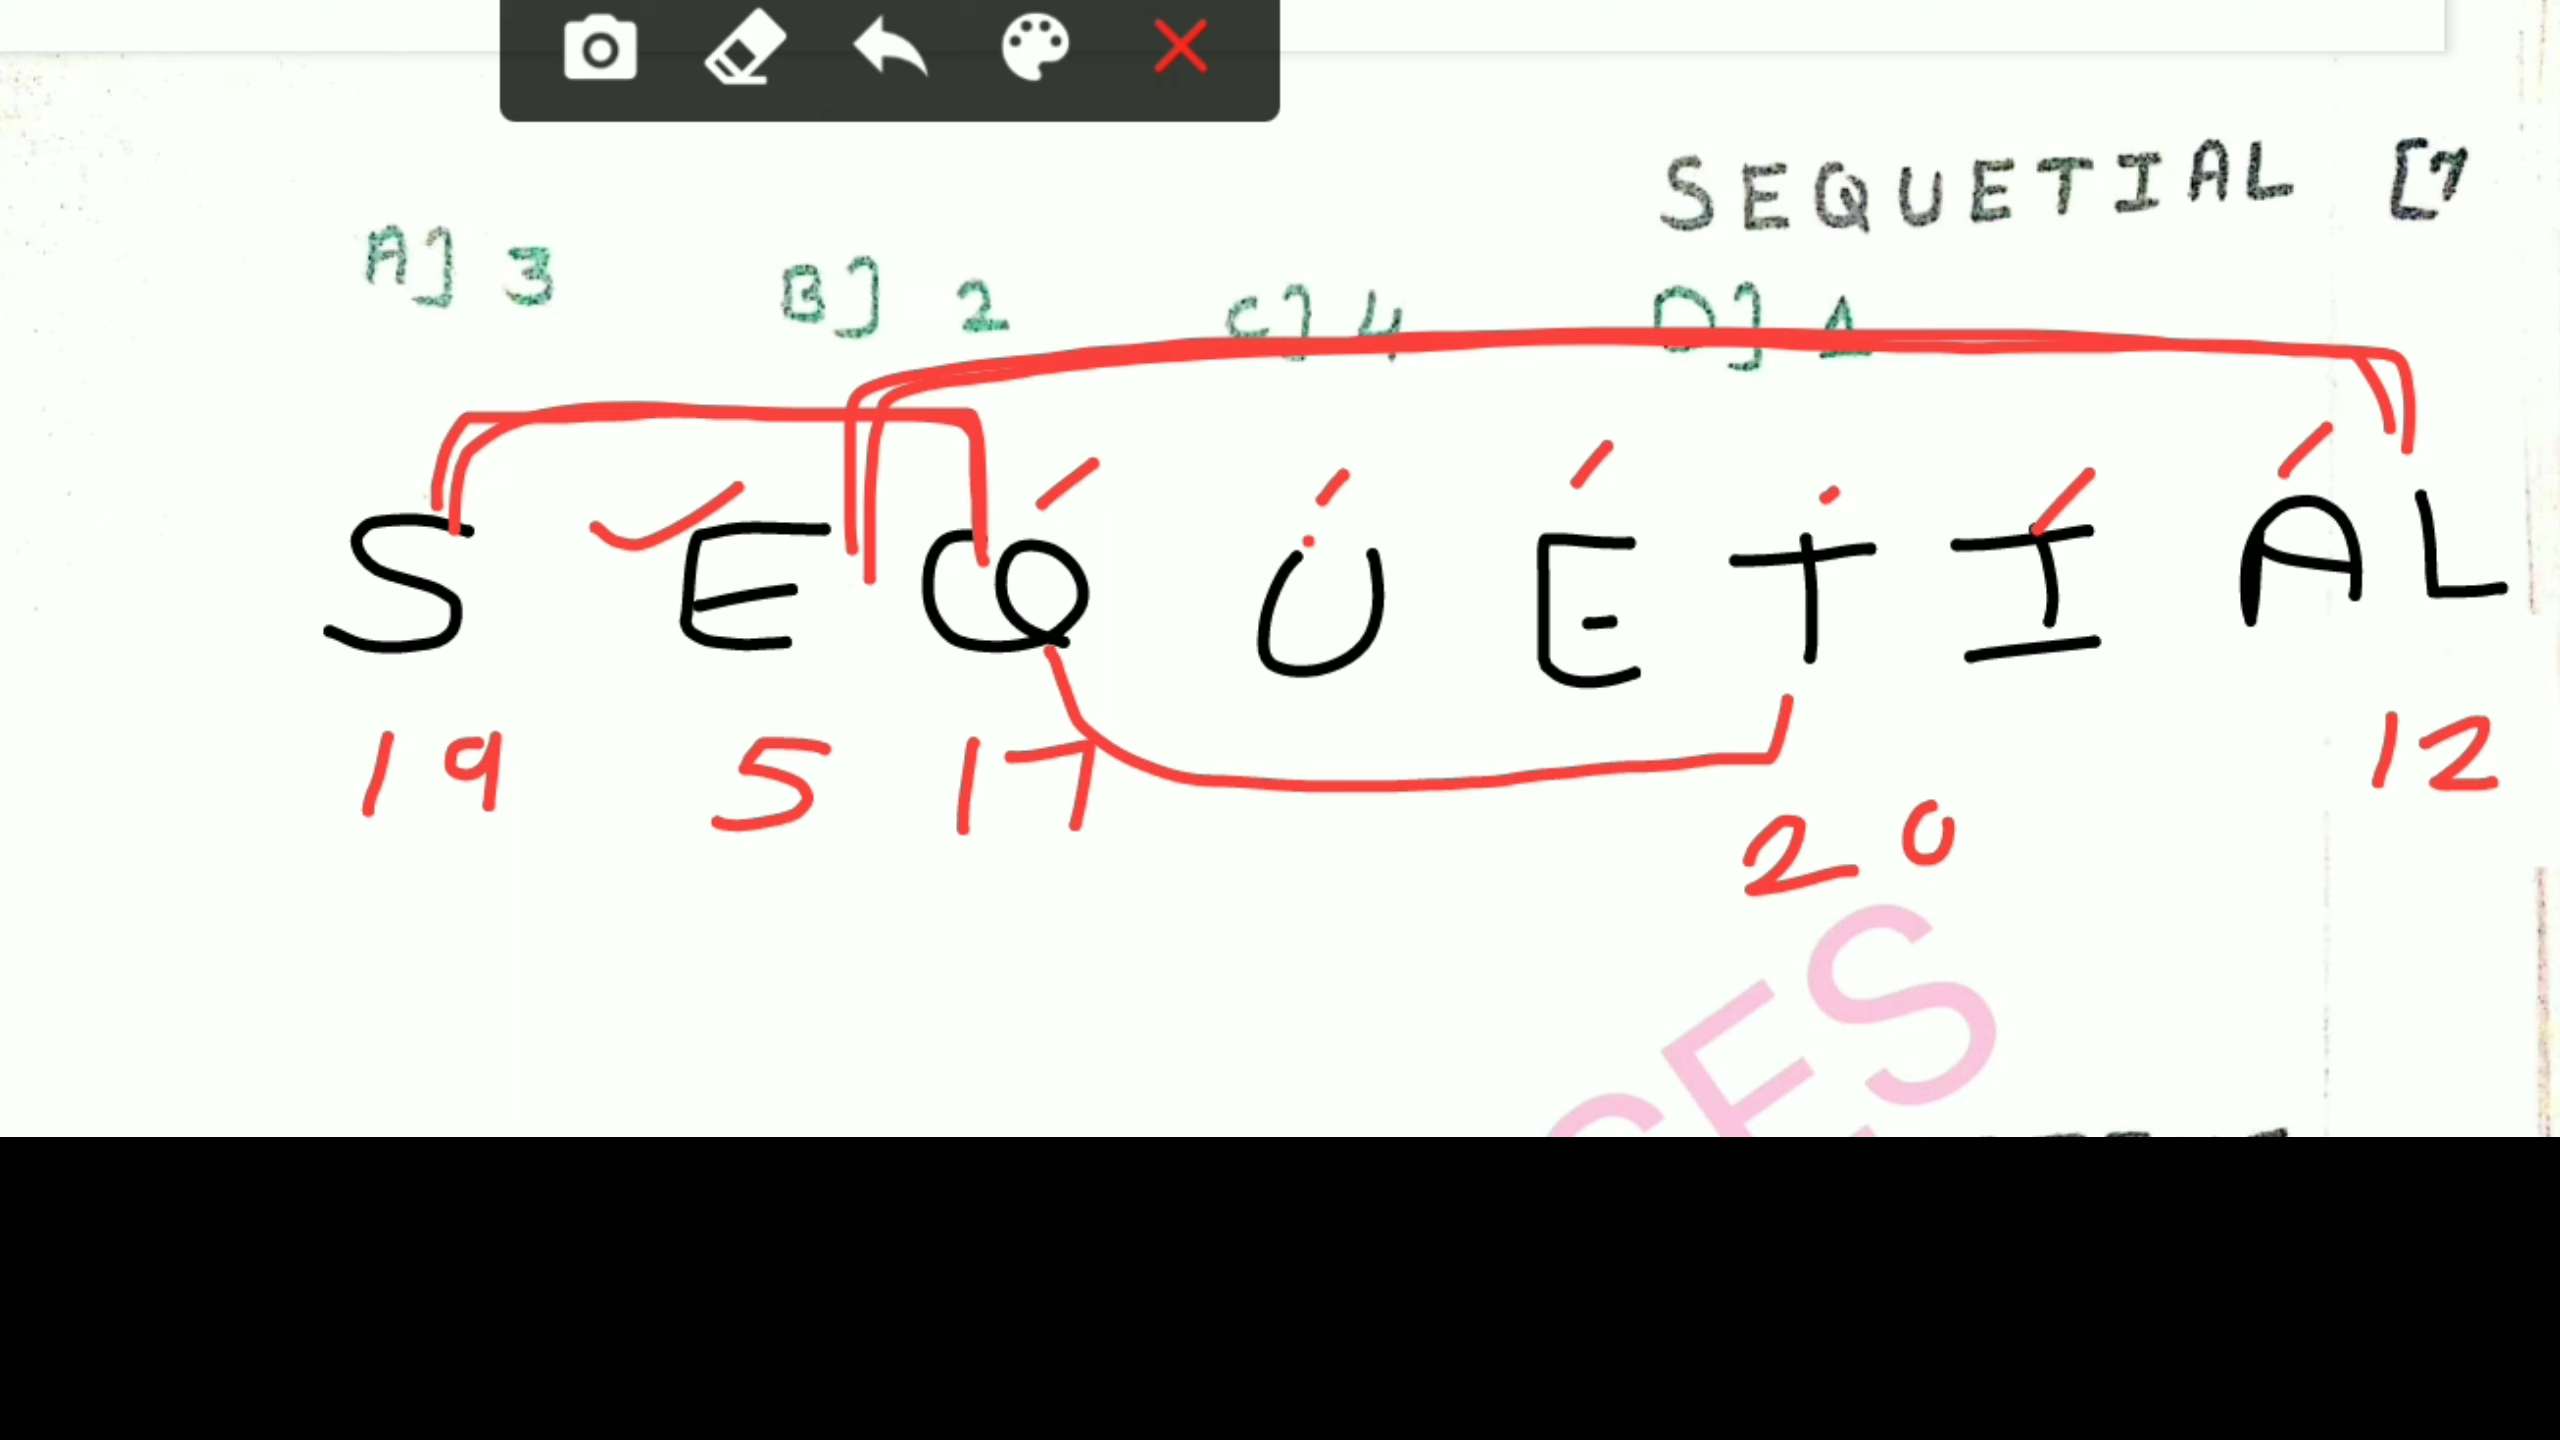 SEQUETIAL [7
A] 3 B] 2 C] 4 D] 1
S E Q U E T I A L
19 5 17 12
20
CES